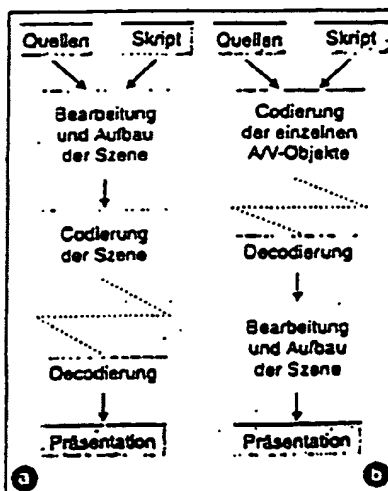 Quellen
Skript
Bearbeitung
und Aufbau
der Szene
Codierung
der Szene
Decodierung
Präsentation
a
Quellen
Skript
Codierung
der einzelnen
A/V-Objekte
Decodierung
Bearbeitung
und Aufbau
der Szene
Präsentation
b